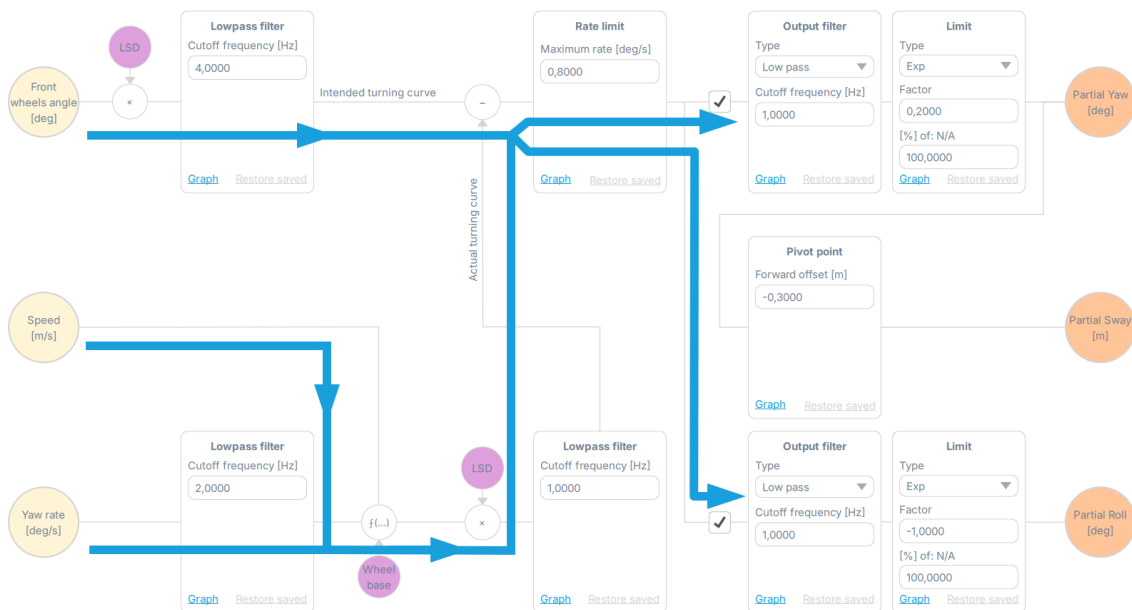 Lowpass filter
Cutoff frequency [Hz]
4,0000
Graph
Restore saved
Rate limit
Maximum rate [deg/s]
0,8000
Graph
Restore saved
Output filter
Type
Low pass
Cutoff frequency [Hz]
1,0000
Graph
Restore saved
Limit
Type
Exp
Factor
0,2000
[%] of: N/A
100,0000
Graph
Restore saved
LSD
Front
wheels angle
[deg]
×
Intended turning curve
−
Actual turning curve
Partial Yaw
[deg]
Pivot point
Forward offset [m]
-0,3000
Graph
Restore saved
Speed
[m/s]
Partial Sway
[m]
Lowpass filter
Cutoff frequency [Hz]
2,0000
Graph
Restore saved
Yaw rate
[deg/s]
ƒ(...)
Wheel
base
LSD
×
Lowpass filter
Cutoff frequency [Hz]
1,0000
Graph
Restore saved
Output filter
Type
Low pass
Cutoff frequency [Hz]
1,0000
Graph
Restore saved
Limit
Type
Exp
Factor
-1,0000
[%] of: N/A
100,0000
Graph
Restore saved
Partial Roll
[deg]